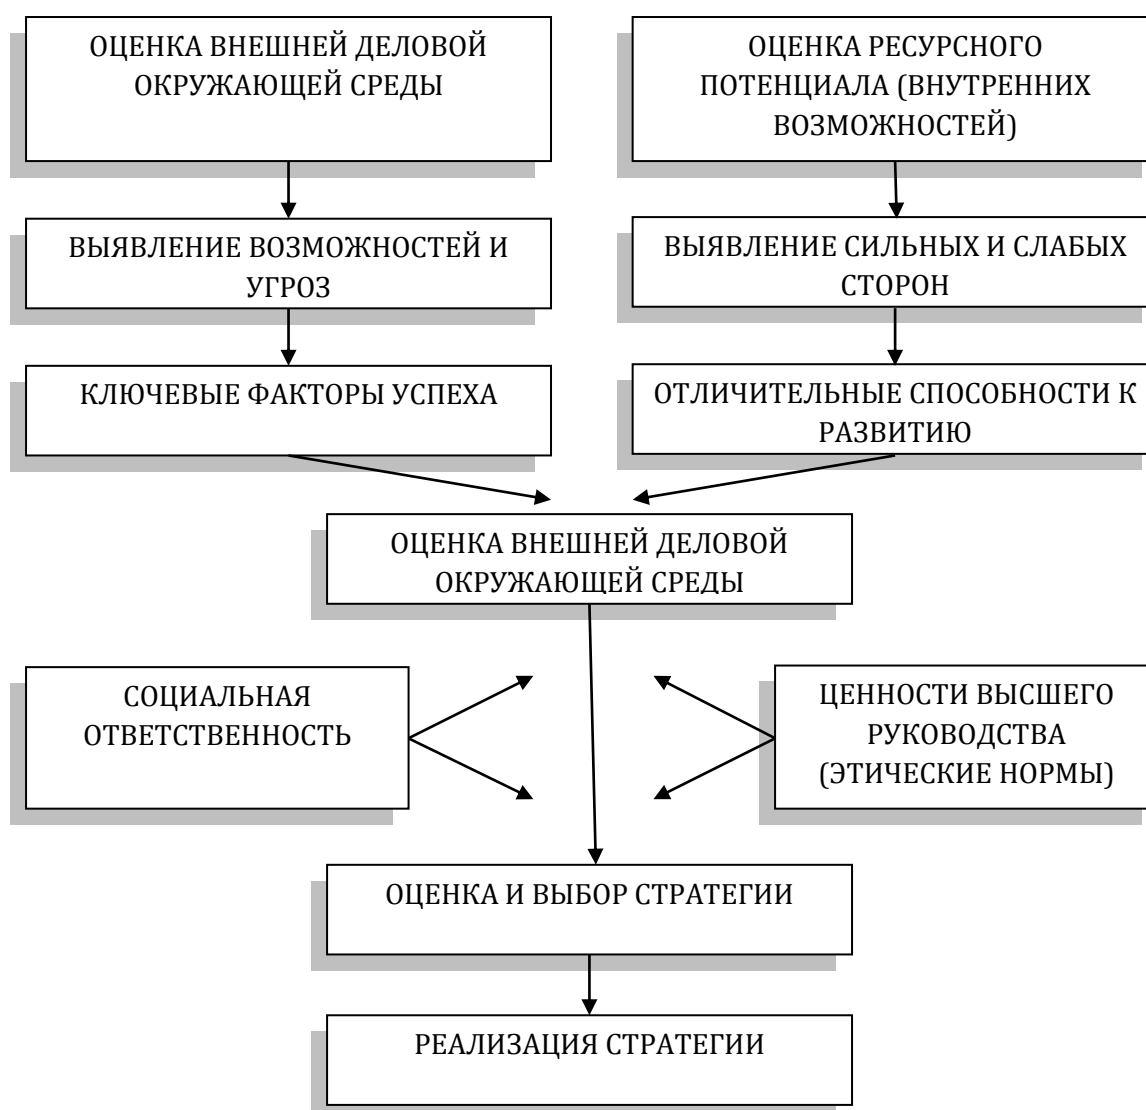 ОЦЕНКА ВНЕШНЕЙ ДЕЛОВОЙ
ОКРУЖАЮЩЕЙ СРЕДЫ
ОЦЕНКА РЕСУРСНОГО
ПОТЕНЦИАЛА (ВНУТРЕННИХ
ВОЗМОЖНОСТЕЙ)
ВЫЯВЛЕНИЕ ВОЗМОЖНОСТЕЙ И
УГРОЗ
ВЫЯВЛЕНИЕ СИЛЬНЫХ И СЛАБЫХ
СТОРОН
КЛЮЧЕВЫЕ ФАКТОРЫ УСПЕХА
ОТЛИЧИТЕЛЬНЫЕ СПОСОБНОСТИ К
РАЗВИТИЮ
ОЦЕНКА ВНЕШНЕЙ ДЕЛОВОЙ
ОКРУЖАЮЩЕЙ СРЕДЫ
СОЦИАЛЬНАЯ
ОТВЕТСТВЕННОСТЬ
ЦЕННОСТИ ВЫСШЕГО
РУКОВОДСТВА
(ЭТИЧЕСКИЕ НОРМЫ)
ОЦЕНКА И ВЫБОР СТРАТЕГИИ
РЕАЛИЗАЦИЯ СТРАТЕГИИ